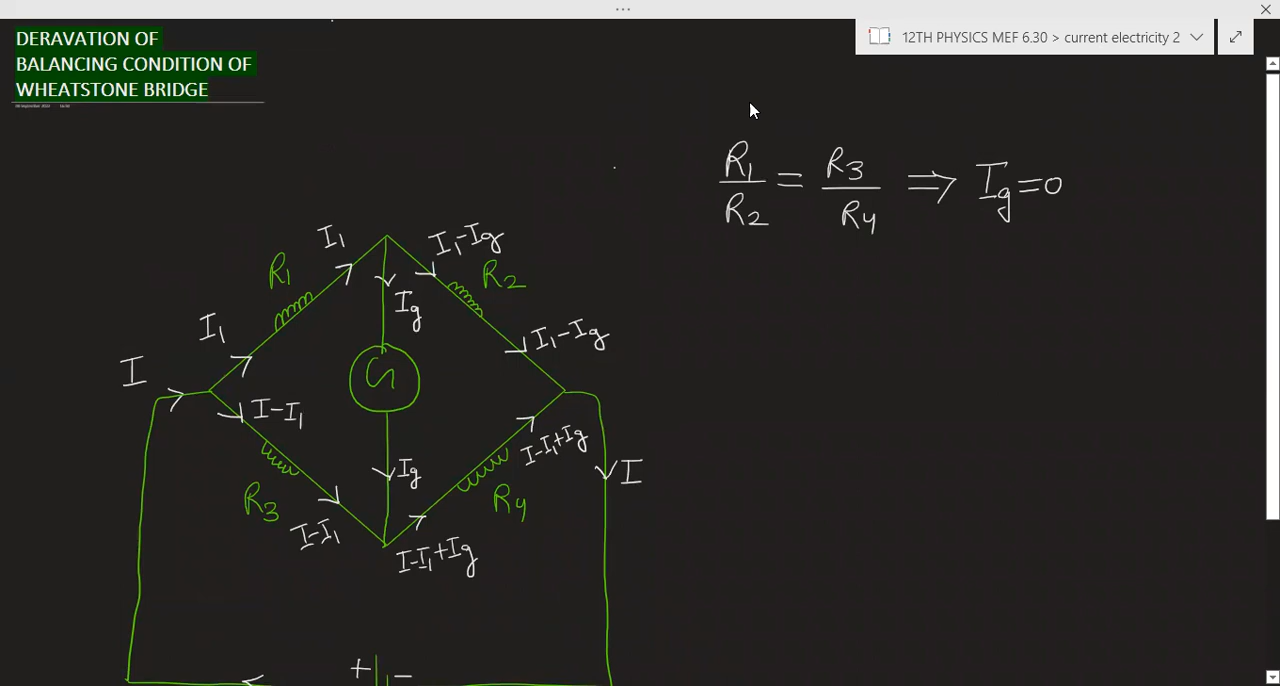 DERAVATION OF
BALANCING CONDITION OF
WHEATSTONE BRIDGE
12TH PHYSICS MEF 6.30 > current electricity 2
R1/R2 = R3/R4 ⇒ Ig=0
I1
I1-Ig
R1
R2
Ig
I1
I1-Ig
I
G
I-I1
I-I1+Ig
Ig
I
R3
R4
I-I1
I-I1+Ig
+ -